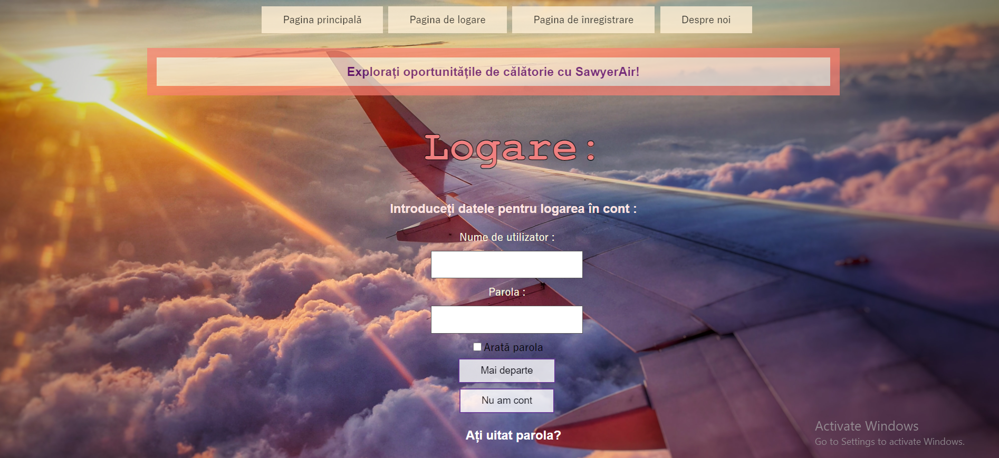 Pagina principală
Pagina de logare
Pagina de înregistrare
Despre noi
Explorați oportunitățile de călătorie cu SawyerAir!
Logare:
Introduceți datele pentru logarea în cont :
Nume de utilizator :
Parola :
Arată parola
Mai departe
Nu am cont
Ați uitat parola?
Activate Windows
Go to Settings to activate Windows.